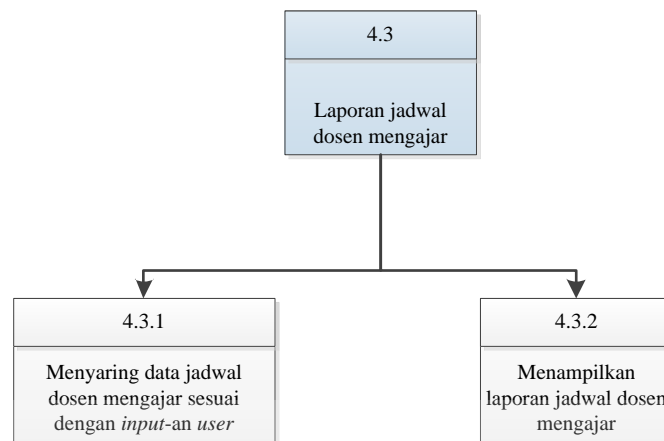 4.3
Laporan jadwal
dosen mengajar
4.3.1
Menyaring data jadwal
dosen mengajar sesuai
dengan input-an user
4.3.2
Menampilkan
laporan jadwal dosen
mengajar